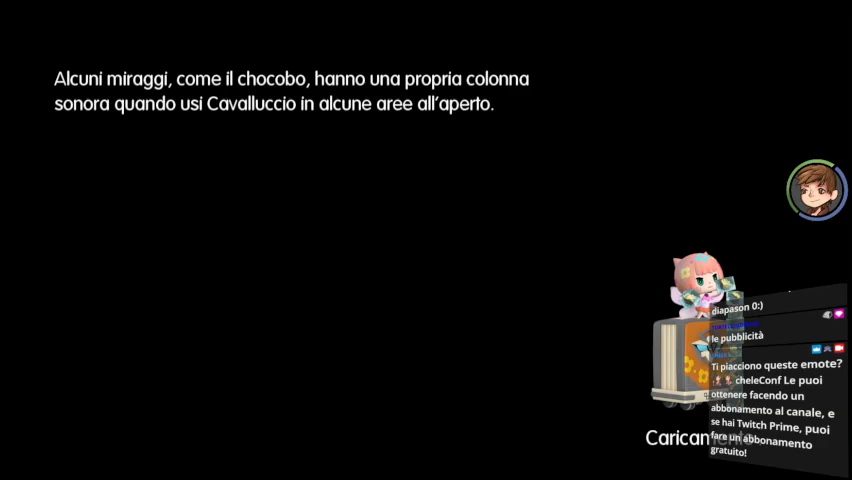 Alcuni miraggi, come il chocobo, hanno una propria colonna
sonora quando usi Cavalluccio in alcune aree all'aperto.
diapason 0:)
le pubblicità
Ti piacciono queste emote?
cheleConf Le puoi
ottenere facendo un
abbonamento al canale, e
se hai Twitch Prime, puoi
fare un abbonamento
gratuito!
Caricamento